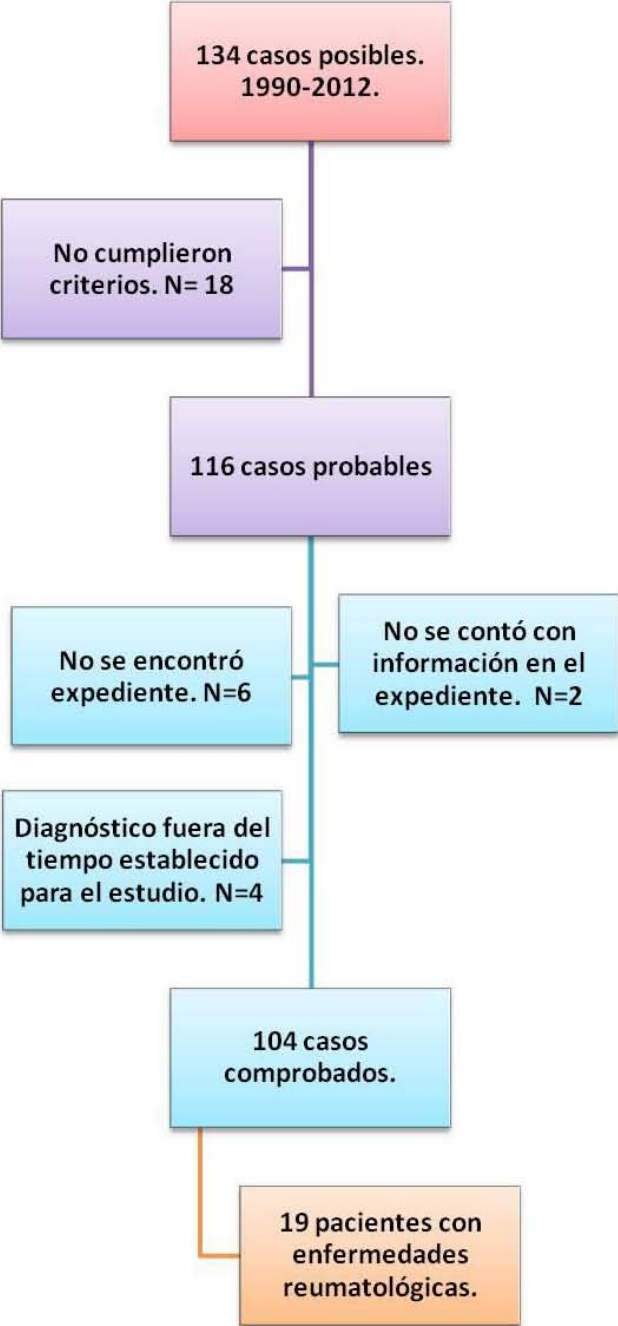 134 casos posibles.
1990-2012.
No cumplieron
criterios. N= 18
116 casos probables
No se encontró
expediente. N=6
No se contó con
información en el
expediente. N=2
Diagnóstico fuera del
tiempo establecido
para el estudio. N=4
104 casos
comprobados.
19 pacientes con
enfermedades
reumatológicas.